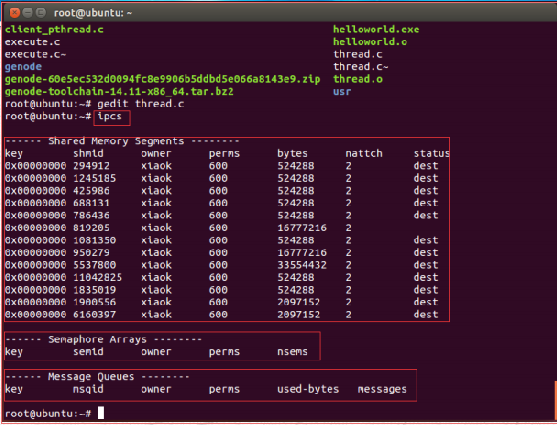 root@ubuntu: ~
client_pthread.c helloworld.exe
execute.c helloworld.o
execute.c~ thread.c
genode thread.c~
genode-60e5ec532d0094fc8e9906b5ddbd5e066a8143e9.zip thread.o
genode-toolchain-14.11-x86_64.tar.bz2 usr
root@ubuntu:~# gedit thread.c
root@ubuntu:~# ipcs
------ Shared Memory Segments --------
key shmid owner perms bytes nattch status
0x00000000 294912 xiaok 600 524288 2 dest
0x00000000 1245185 xiaok 600 524288 2 dest
0x00000000 425986 xiaok 600 524288 2 dest
0x00000000 688131 xiaok 600 524288 2 dest
0x00000000 786436 xiaok 600 524288 2 dest
0x00000000 819205 xiaok 600 16777216 2
0x00000000 1081350 xiaok 600 524288 2 dest
0x00000000 950279 xiaok 600 16777216 2 dest
0x00000000 5537800 xiaok 600 33554432 2 dest
0x00000000 11042825 xiaok 600 524288 2 dest
0x00000000 1835019 xiaok 600 524288 2 dest
0x00000000 1900556 xiaok 600 2097152 2 dest
0x00000000 6160397 xiaok 600 2097152 2 dest
------ Semaphore Arrays --------
key semid owner perms nsems
------ Message Queues --------
key msqid owner perms used-bytes messages
root@ubuntu:~#